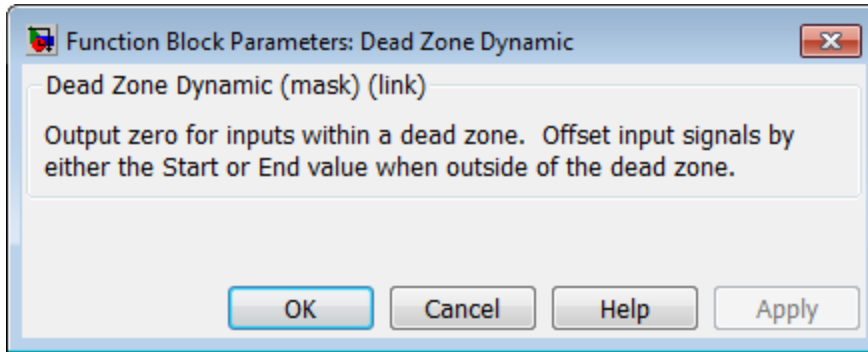 Function Block Parameters: Dead Zone Dynamic
Dead Zone Dynamic (mask) (link)
Output zero for inputs within a dead zone.  Offset input signals by
either the Start or End value when outside of the dead zone.
OK Cancel Help Apply